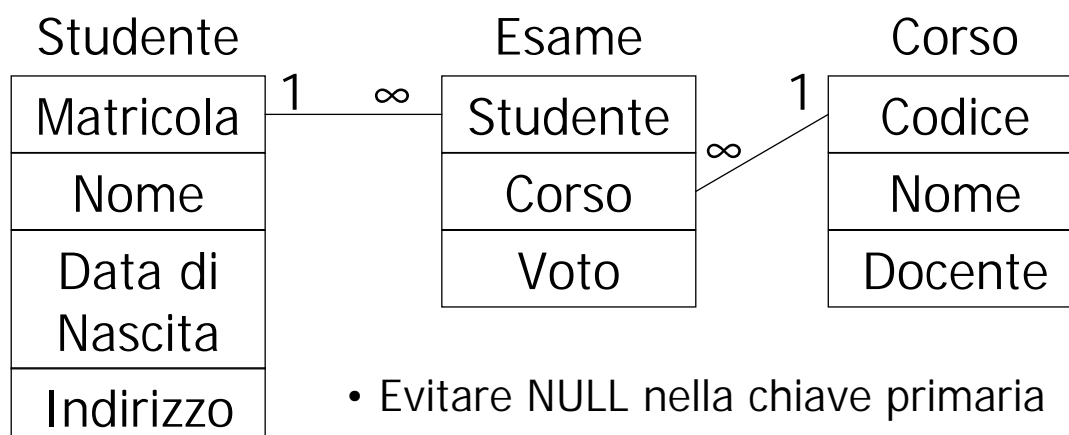 Studente
Matricola
Nome
Data di
Nascita
Indirizzo
1 ∞
Esame
Studente
Corso
Voto
∞ 1
Corso
Codice
Nome
Docente
• Evitare NULL nella chiave primaria